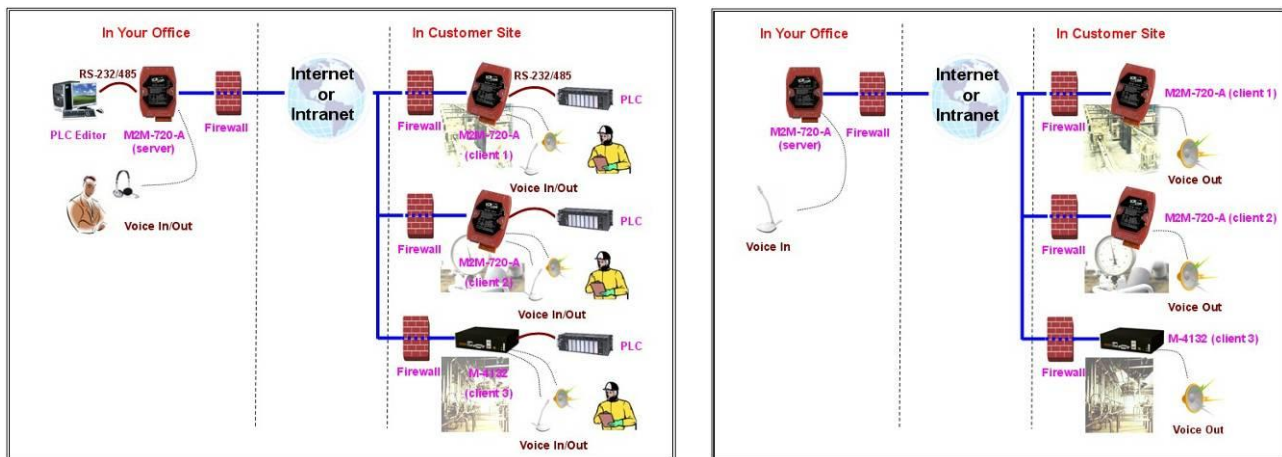 In Your Office
In Customer Site
RS-232/485
Internet
or
Intranet
RS-232/485
PLC
PLC Editor
M2M-720-A
(server)
Firewall
Firewall
M2M-720-A
(client 1)
Voice In/Out
Voice In/Out
PLC
Firewall
M2M-720-A
(client 2)
Voice In/Out
PLC
Firewall
M-4132
(client 3)
Voice In/Out
In Your Office
In Customer Site
Internet
or
Intranet
M2M-720-A
(server)
Firewall
Firewall
M2M-720-A (client 1)
Voice Out
Voice In
M2M-720-A (client 2)
Firewall
Voice Out
M-4132 (client 3)
Firewall
Voice Out